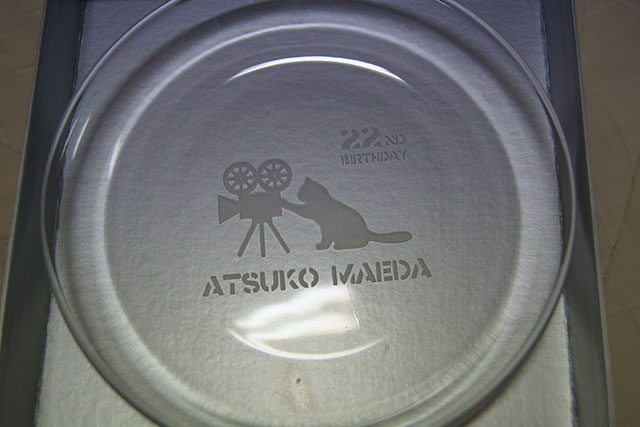 22ND
BIRTHDAY
ATSUKO MAEDA